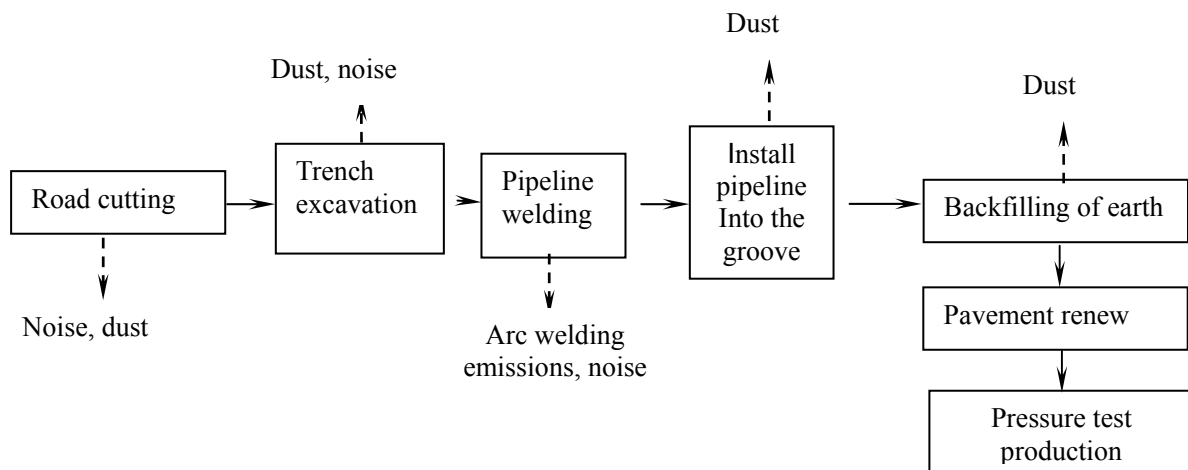 Dust
Dust, noise
Dust
Road cutting
Trench
excavation
Pipeline
welding
Install
pipeline
Into the
groove
Backfilling of earth
Noise, dust
Arc welding
emissions, noise
Pavement renew
Pressure test
production